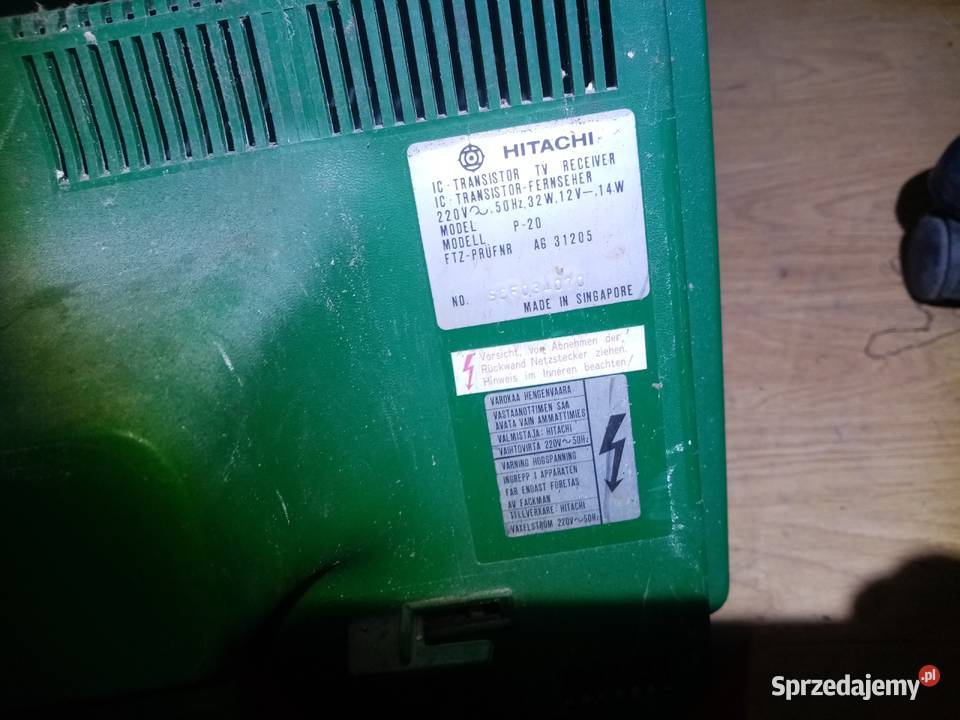 HITACHI
IC-TRANSISTOR TV RECEIVER
IC-TRANSISTOR-FERNSEHER
220V~.50Hz.32W.12V⎓.14W
MODEL
MODELL P-20
FTZ-PRÜFNR AG 31205
NO.
MADE IN SINGAPORE
Vorsicht, Vor Abnehmen der
Rückwand Netzstecker ziehen.
Hinweis im Inneren beachten!
VAROKAA HENGENVAARA
VASTAANOTTIMEN SAA
AVATA VAIN AMMATTIMIES
VALMISTAJA: HITACHI
VAIHTOVIRTA 220V~50Hz
VARNING HÖGSPANNING
INGREPP I APPARATEN
FÅR ENDAST FÖRETAS
AV FACKMAN
TILLVERKARE: HITACHI
VÄXELSTRÖM 220V~50Hz
Sprzedajemy.pl